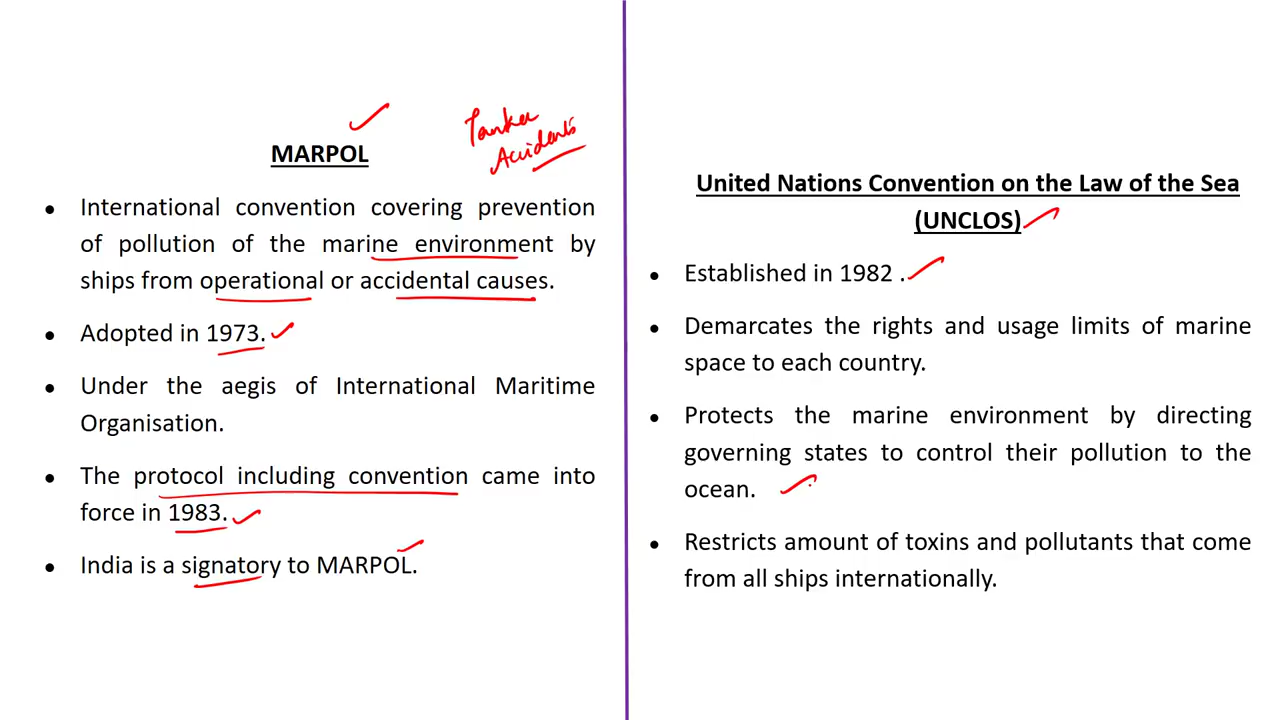 Tanker
Accidents
MARPOL
• International convention covering prevention
of pollution of the marine environment by
ships from operational or accidental causes.
• Adopted in 1973.
• Under the aegis of International Maritime
Organisation.
• The protocol including convention came into
force in 1983.
• India is a signatory to MARPOL.
United Nations Convention on the Law of the Sea
(UNCLOS)
• Established in 1982 .
• Demarcates the rights and usage limits of marine
space to each country.
• Protects the marine environment by directing
governing states to control their pollution to the
ocean.
• Restricts amount of toxins and pollutants that come
from all ships internationally.